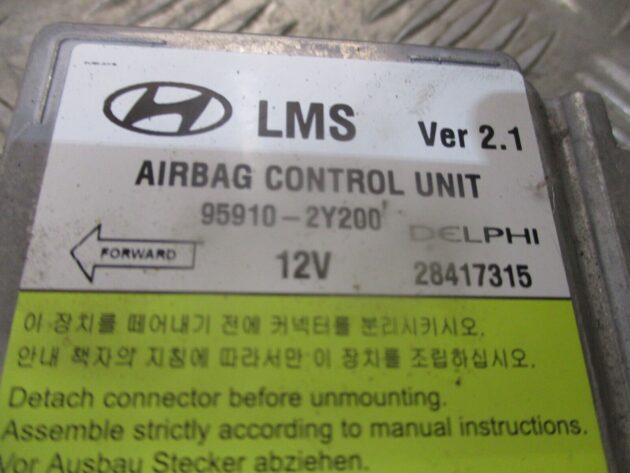 LMS Ver 2.1
AIRBAG CONTROL UNIT
95910-2Y200 DELPHI
FORWARD 12V 28417315
이 장치를 떼어내기 전에 커넥터를 분리시키시오.
안내 책자의 지침에 따라서만 이 장치를 조립하십시오.
Detach connector before unmounting.
Assemble strictly according to manual instructions.
Vor Ausbau Stecker abziehen.